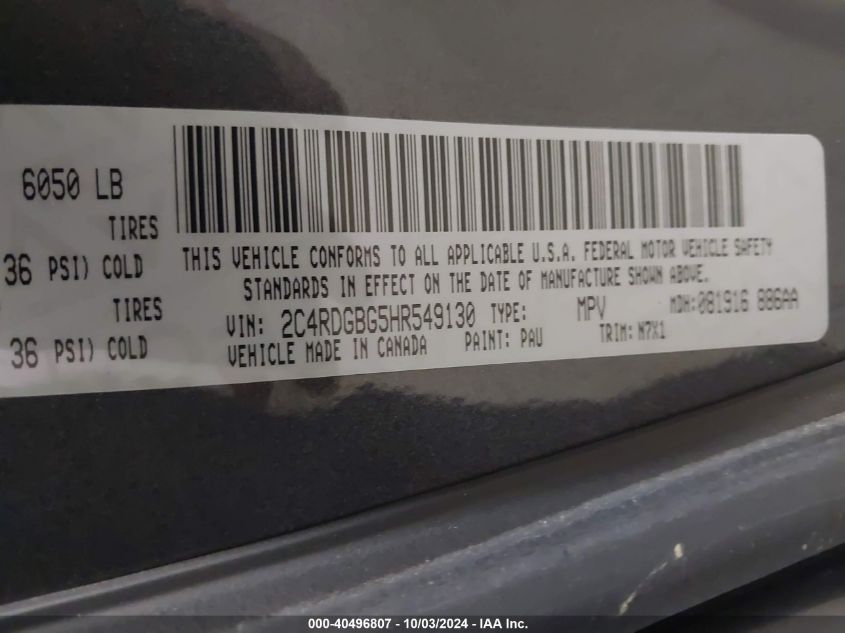 6050 LB
TIRES
36 PSI) COLD
TIRES
36 PSI) COLD
THIS VEHICLE CONFORMS TO ALL APPLICABLE U.S.A. FEDERAL MOTOR VEHICLE SAFETY
STANDARDS IN EFFECT ON THE DATE OF MANUFACTURE SHOWN ABOVE.
VIN: 2C4RDGBG5HR549130 TYPE: MPV MDH:081916 886AA
VEHICLE MADE IN CANADA PAINT: PAU TRIM: N7X1
000-40496807 - 10/03/2024 - IAA Inc.